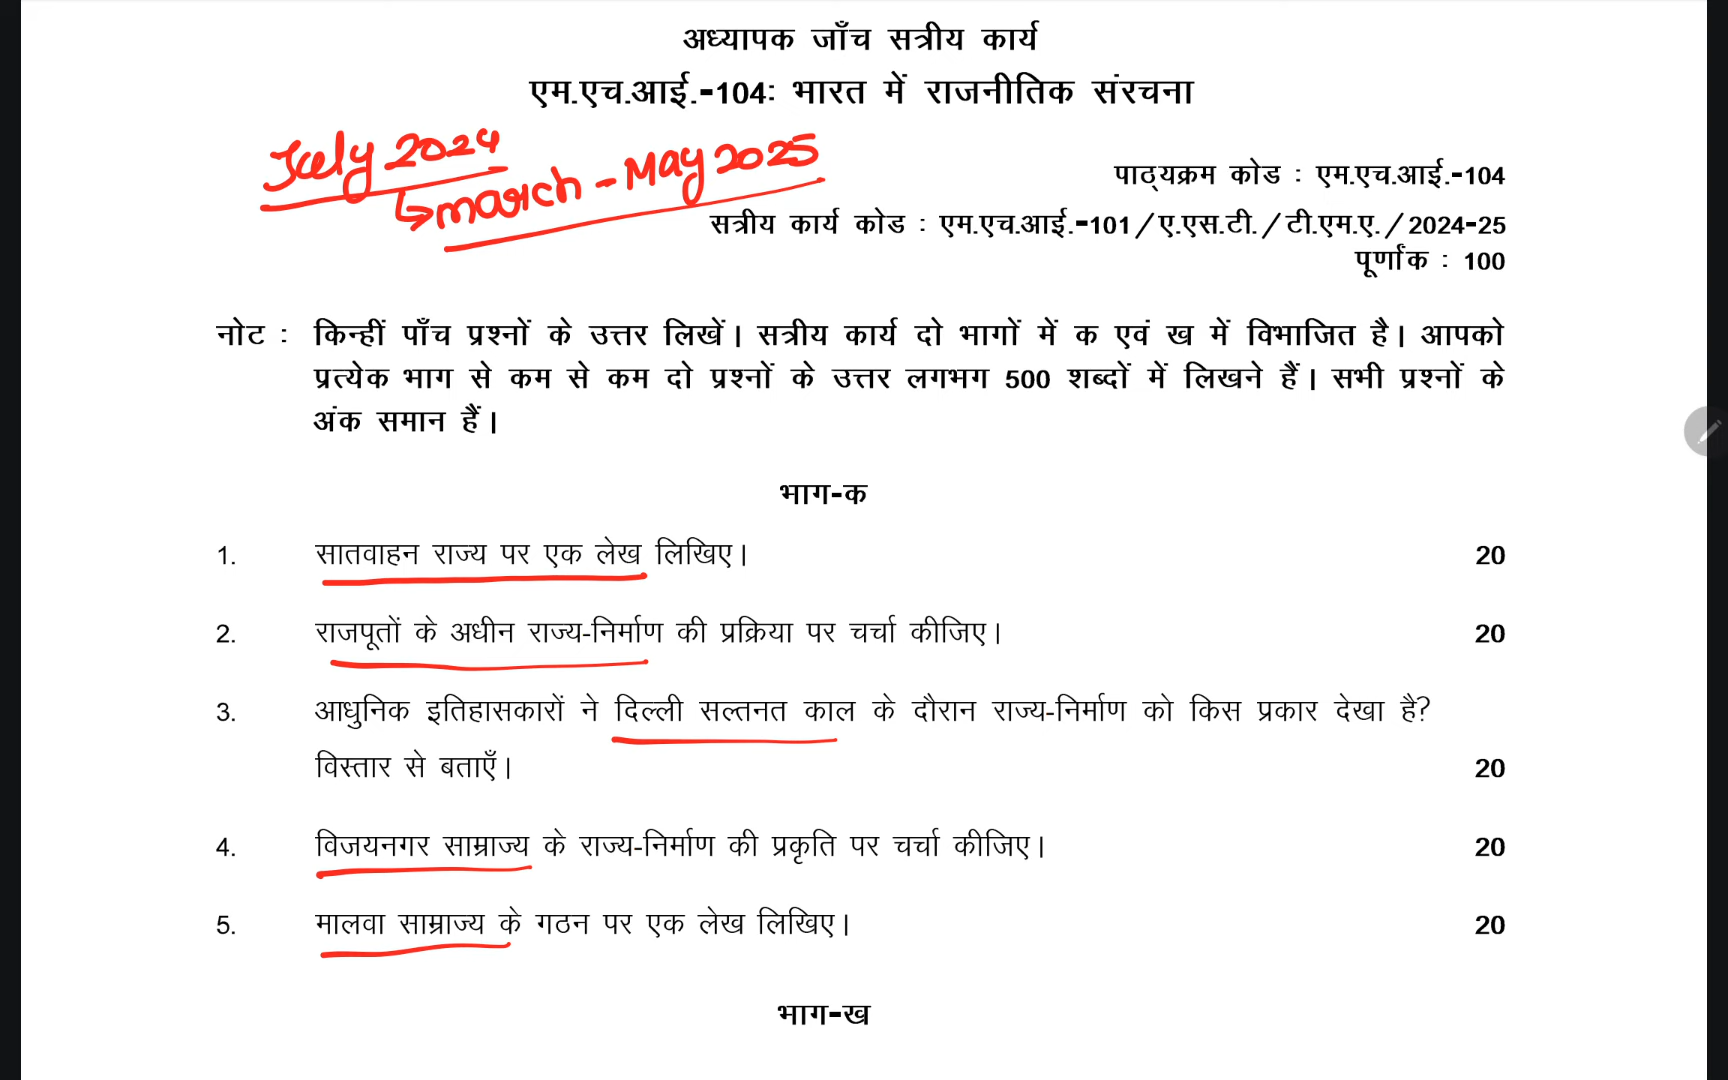 अध्यापक जाँच सत्रीय कार्य
एम.एच.आई.-104: भारत में राजनीतिक संरचना
July 2024
↳ March - May 2025
पाठ्यक्रम कोड : एम.एच.आई.-104
सत्रीय कार्य कोड : एम.एच.आई.-101/ए.एस.टी./टी.एम.ए./2024-25
पूर्णांक : 100
नोट : किन्हीं पाँच प्रश्नों के उत्तर लिखें। सत्रीय कार्य दो भागों में क एवं ख में विभाजित है। आपको
प्रत्येक भाग से कम से कम दो प्रश्नों के उत्तर लगभग 500 शब्दों में लिखने हैं। सभी प्रश्नों के
अंक समान हैं।
भाग-क
1. सातवाहन राज्य पर एक लेख लिखिए। 20
2. राजपूतों के अधीन राज्य-निर्माण की प्रक्रिया पर चर्चा कीजिए। 20
3. आधुनिक इतिहासकारों ने दिल्ली सल्तनत काल के दौरान राज्य-निर्माण को किस प्रकार देखा है?
विस्तार से बताएँ। 20
4. विजयनगर साम्राज्य के राज्य-निर्माण की प्रकृति पर चर्चा कीजिए। 20
5. मालवा साम्राज्य के गठन पर एक लेख लिखिए। 20
भाग-ख